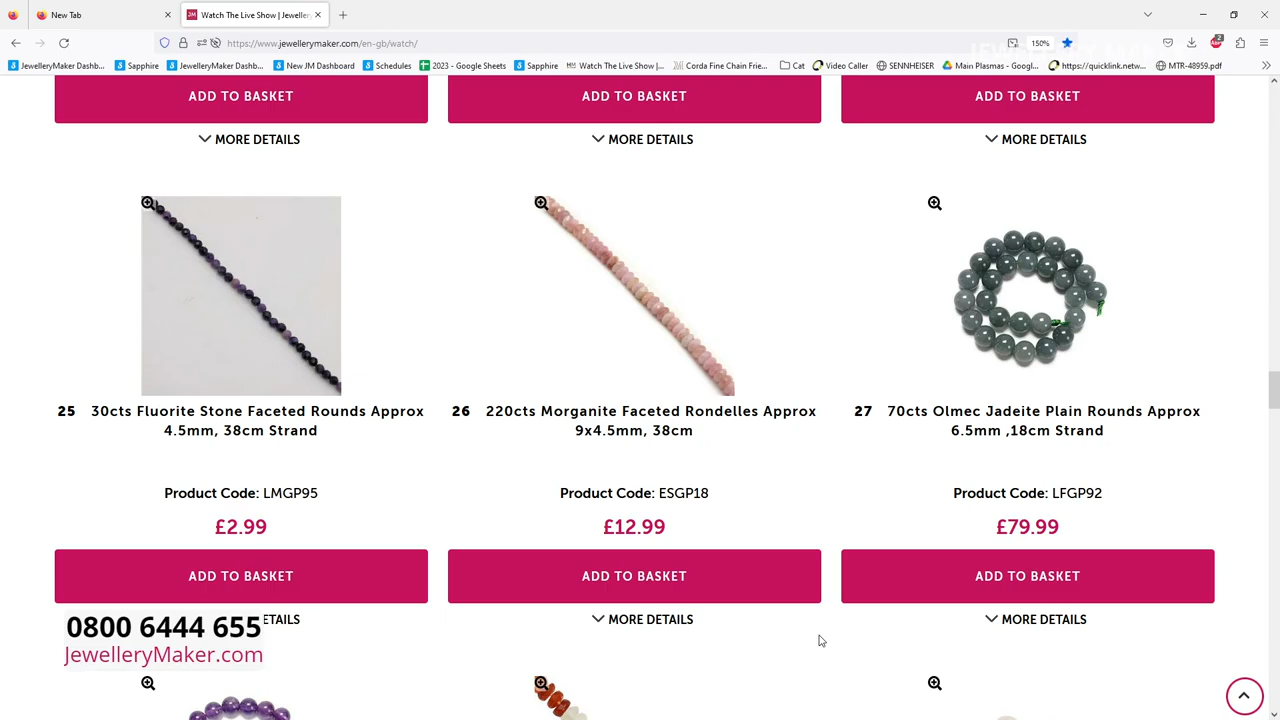 New Tab
Watch The Live Show | Jeweller
https://www.jewellerymaker.com/en-gb/watch/
150%
2
JewelleryMaker Dashb...
Sapphire
JewelleryMaker Dashb...
New JM Dashboard
Schedules
2023 - Google Sheets
Sapphire
Watch The Live Show |...
Corda Fine Chain Frie...
Cat
Video Caller
SENNHEISER
Main Plasmas - Googl...
https://quicklink.netw...
MTR-48959.pdf
ADD TO BASKET
ADD TO BASKET
ADD TO BASKET
MORE DETAILS
MORE DETAILS
MORE DETAILS
25 30cts Fluorite Stone Faceted Rounds Approx
4.5mm, 38cm Strand
26 220cts Morganite Faceted Rondelles Approx
9x4.5mm, 38cm
27 70cts Olmec Jadeite Plain Rounds Approx
6.5mm ,18cm Strand
Product Code: LMGP95
Product Code: ESGP18
Product Code: LFGP92
£2.99
£12.99
£79.99
ADD TO BASKET
ADD TO BASKET
ADD TO BASKET
ETAILS
MORE DETAILS
MORE DETAILS
0800 6444 655
JewelleryMaker.com